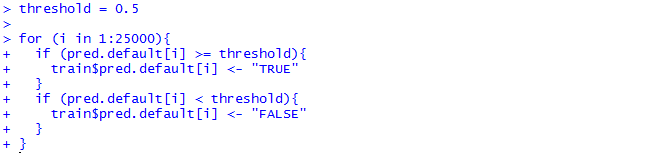 > threshold = 0.5
>
> for (i in 1:25000){
+   if (pred.default[i] >= threshold){
+     train$pred.default[i] <- "TRUE"
+   }
+   if (pred.default[i] < threshold){
+     train$pred.default[i] <- "FALSE"
+   }
+ }